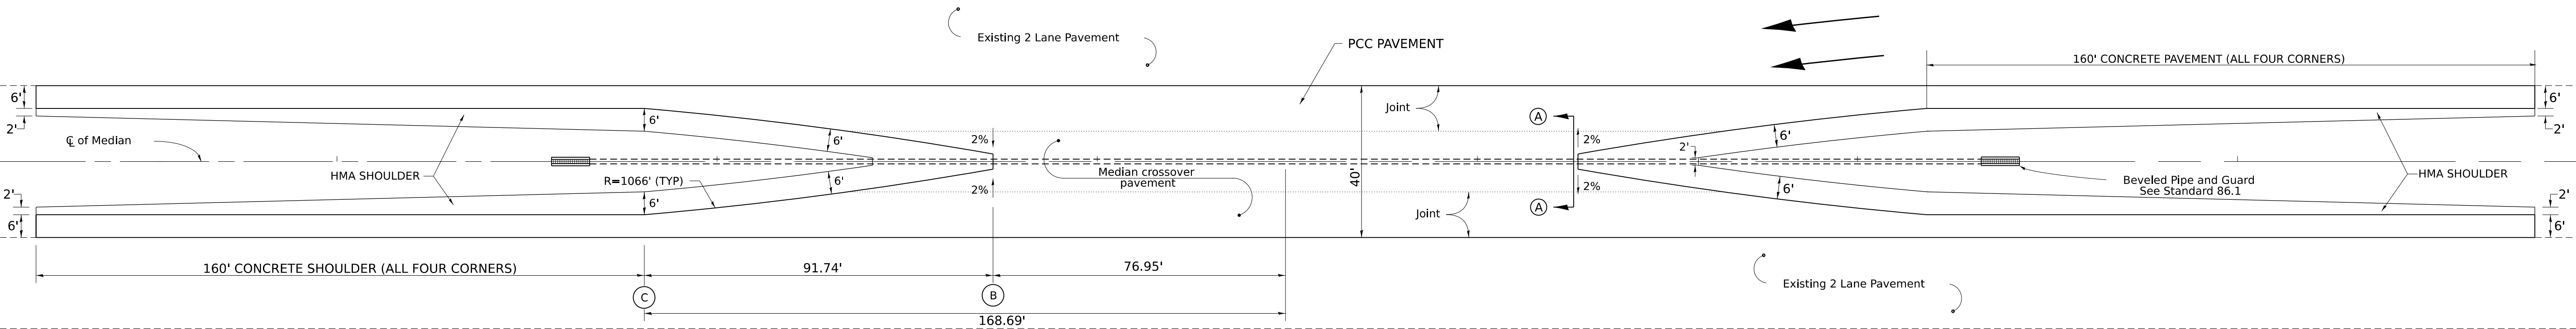 Existing 2 Lane Pavement
PCC PAVEMENT
160' CONCRETE PAVEMENT (ALL FOUR CORNERS)
6'
2'
℄ of Median
HMA SHOULDER
2'
6'
6'
6'
6'
6'
R=1066' (TYP)
2%
2%
Median crossover
pavement
40'
Joint
Joint
A
A
2%
2%
2'
6'
6'
Beveled Pipe and Guard
See Standard 86.1
HMA SHOULDER
6'
2'
2'
6'
160' CONCRETE SHOULDER (ALL FOUR CORNERS)
91.74'
76.95'
C
B
168.69'
Existing 2 Lane Pavement